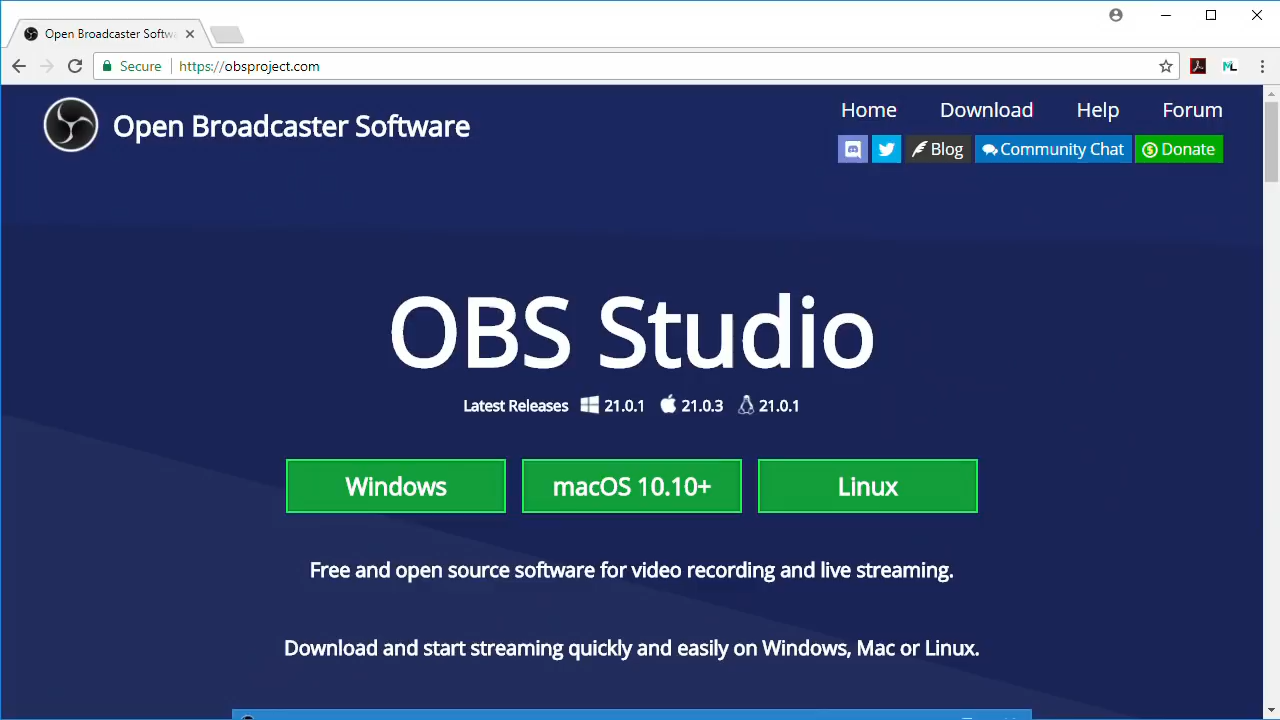 Open Broadcaster Softw
Secure https://obsproject.com
Open Broadcaster Software
Home Download Help Forum
Blog Community Chat Donate
OBS Studio
Latest Releases 21.0.1 21.0.3 21.0.1
Windows macOS 10.10+ Linux
Free and open source software for video recording and live streaming.
Download and start streaming quickly and easily on Windows, Mac or Linux.